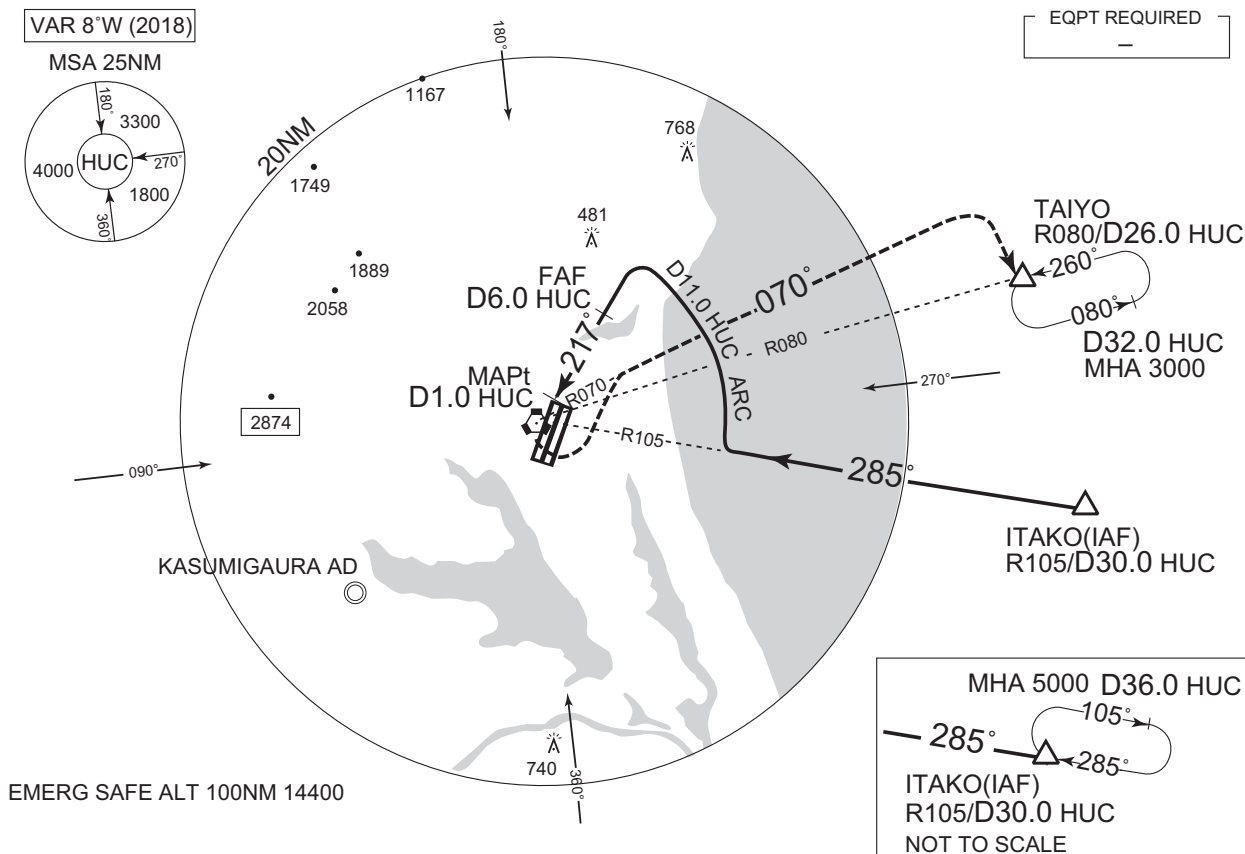 VAR 8°W (2018)
MSA 25NM
180°
3300
HUC
4000
270°
1800
360°
EQPT REQUIRED
–
180°
1167
20NM
1749
768
481
1889
2058
FAF
D6.0 HUC
217°
MAPt
D1.0 HUC
D11.0 HUC ARC
070°
R070
R080
R105
TAIYO
R080/D26.0 HUC
260°
080°
D32.0 HUC
MHA 3000
270°
2874
090°
285°
ITAKO(IAF)
R105/D30.0 HUC
KASUMIGAURA AD
740
360°
EMERG SAFE ALT 100NM 14400
MHA 5000 D36.0 HUC
105°
285°
285°
ITAKO(IAF)
R105/D30.0 HUC
NOT TO SCALE